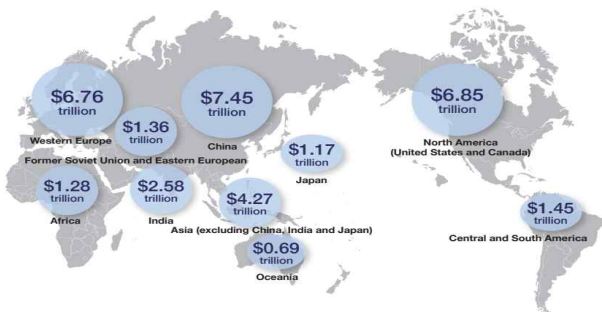 $6.76
trillion
Western Europe
$1.36
trillion
Former Soviet Union and Eastern European
$7.45
trillion
China
$1.17
trillion
Japan
$6.85
trillion
North America
(United States and Canada)
$1.28
trillion
Africa
$2.58
trillion
India
$4.27
trillion
Asia (excluding China, India and Japan)
$0.69
trillion
Oceania
$1.45
trillion
Central and South America